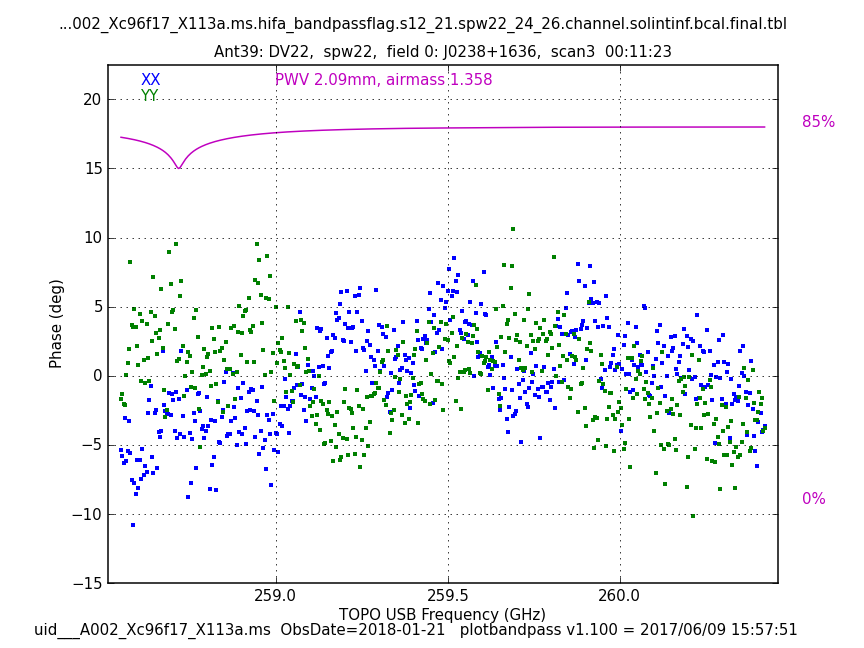 ...002_Xc96f17_X113a.ms.hifa_bandpassflag.s12_21.spw22_24_26.channel.solintinf.bcal.final.tbl
Ant39: DV22,  spw22,  field 0: J0238+1636,  scan3  00:11:23
XX
PWV 2.09mm, airmass 1.358
YY
20
85%
15
10
5
Phase (deg)
0
−5
−10
0%
−15
259.0
259.5
260.0
TOPO USB Frequency (GHz)
uid___A002_Xc96f17_X113a.ms  ObsDate=2018-01-21   plotbandpass v1.100 = 2017/06/09 15:57:51